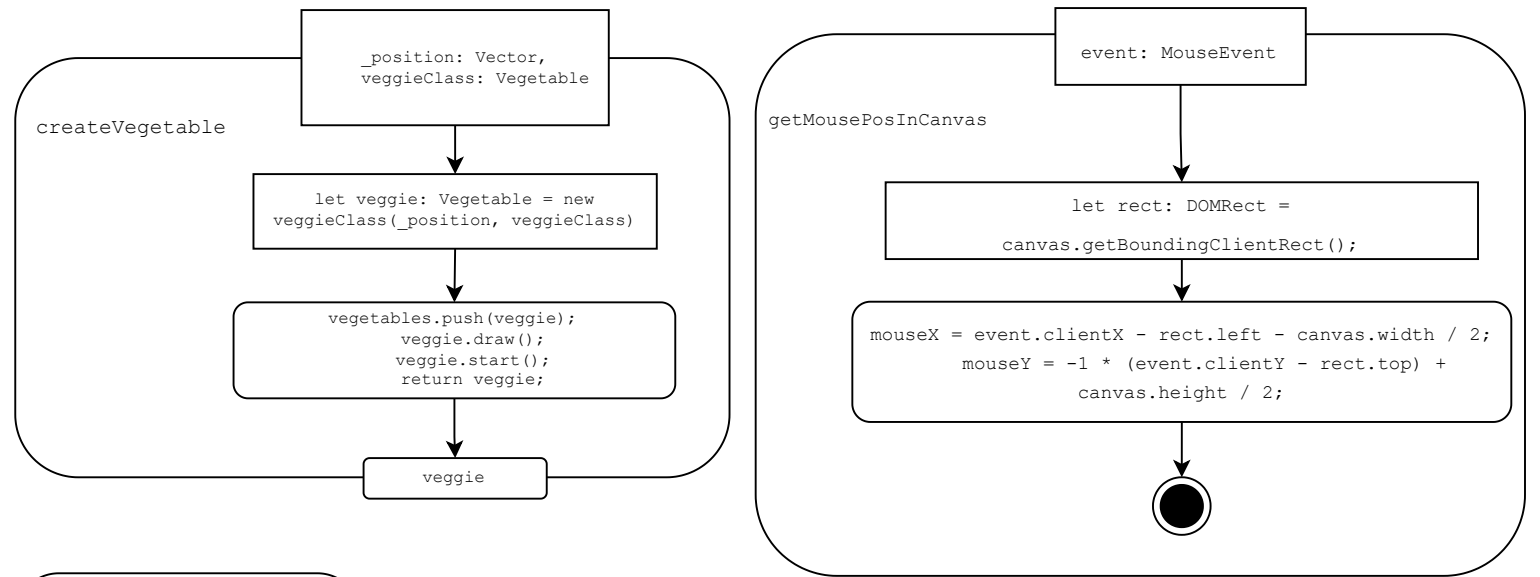 _position: Vector,
veggieClass: Vegetable
createVegetable
let veggie: Vegetable = new
veggieClass(_position, veggieClass)
vegetables.push(veggie);
veggie.draw();
veggie.start();
return veggie;
veggie
event: MouseEvent
getMousePosInCanvas
let rect: DOMRect =
canvas.getBoundingClientRect();
mouseX = event.clientX - rect.left - canvas.width / 2;
mouseY = -1 * (event.clientY - rect.top) +
canvas.height / 2;